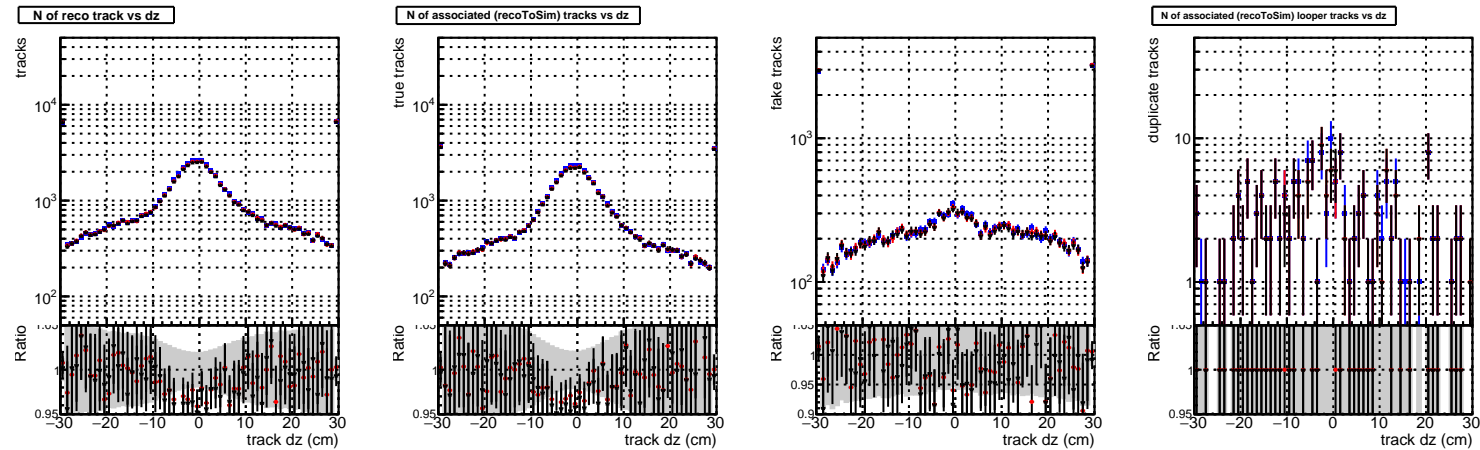 N of reco track vs dz
tracks
10⁴
10³
10²
Ratio
1
0.95
−30 −20 −10 0 10 20 30
track dz (cm)
N of associated (recoToSim) tracks vs dz
true tracks
10⁴
10³
10²
Ratio
1
0.95
−30 −20 −10 0 10 20 30
track dz (cm)
fake tracks
10³
10²
Ratio
1
0.95
0.9
−30 −20 −10 0 10 20 30
track dz (cm)
N of associated (recoToSim) looper tracks vs dz
duplicate tracks
10
1
Ratio
1
0.95
−30 −20 −10 0 10 20 30
track dz (cm)